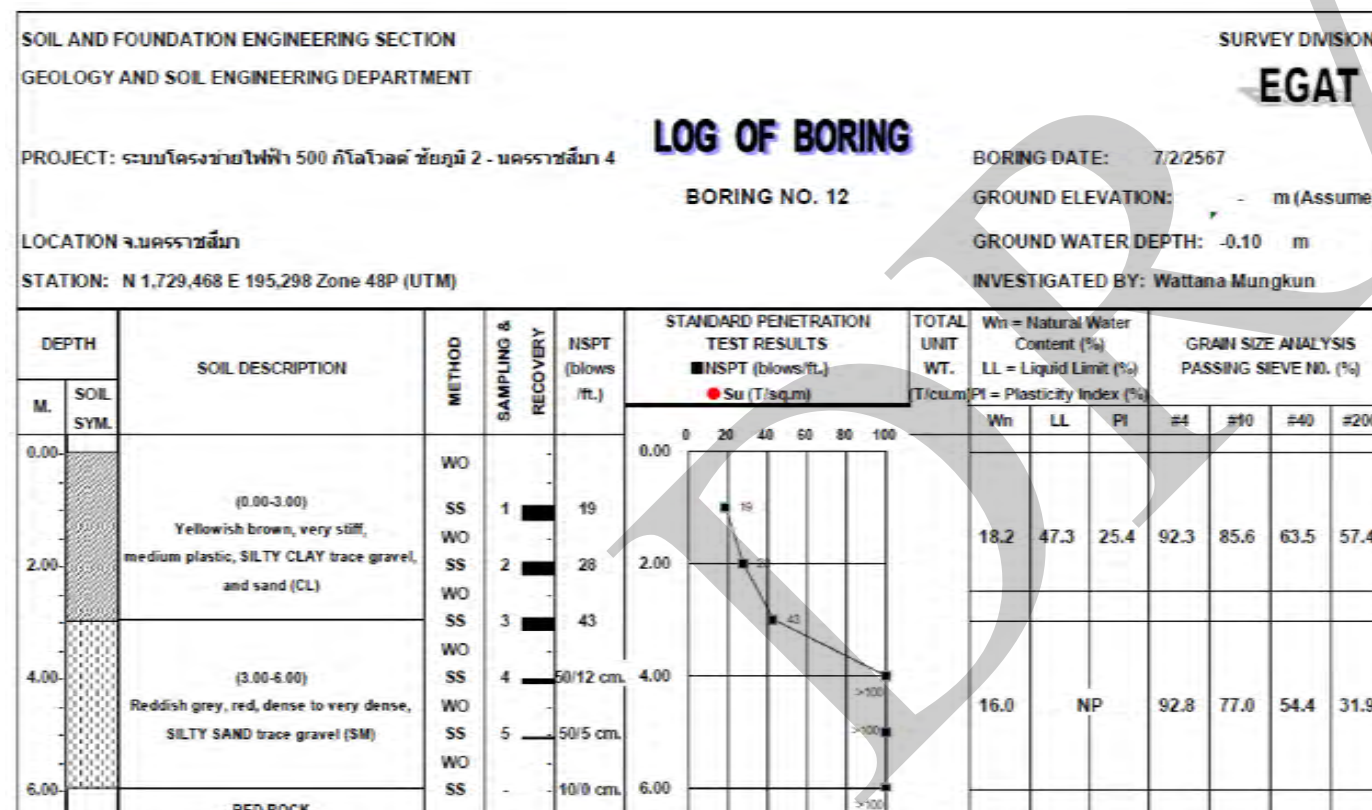 SOIL AND FOUNDATION ENGINEERING SECTION
SURVEY DIVISION
GEOLOGY AND SOIL ENGINEERING DEPARTMENT
EGAT
LOG OF BORING
PROJECT: ระบบโครงข่ายไฟฟ้า 500 กิโลโวลต์ ชัยภูมิ 2 - นครราชสีมา 4
BORING DATE: 7/2/2567
BORING NO. 12
GROUND ELEVATION: - m (Assume
LOCATION จ.นครราชสีมา
GROUND WATER DEPTH: -0.10 m
STATION: N 1,729,468 E 195,298 Zone 48P (UTM)
INVESTIGATED BY: Wattana Mungkun
DEPTH
M.
SOIL
SYM.
SOIL DESCRIPTION
METHOD
SAMPLING &
RECOVERY
NSPT
(blows
/ft.)
STANDARD PENETRATION
TEST RESULTS
NSPT (blows/ft.)
Su (T/sq.m)
TOTAL
UNIT
WT.
(T/cu.m)
Wn = Natural Water
Content (%)
LL = Liquid Limit (%)
PI = Plasticity Index (%)
GRAIN SIZE ANALYSIS
PASSING SIEVE NO. (%)
Wn LL PI #4 #10 #40 #200
0 20 40 60 80 100
0.00
WO
0.00
(0.00-3.00)
Yellowish brown, very stiff,
medium plastic, SILTY CLAY trace gravel,
and sand (CL)
SS 1 19
19
WO
18.2 47.3 25.4 92.3 85.6 63.5 57.4
2.00
SS 2 28
2.00
28
WO
SS 3 43
43
WO
4.00
(3.00-6.00)
Reddish grey, red, dense to very dense,
SILTY SAND trace gravel (SM)
SS 4 50/12 cm.
4.00
>100
WO
16.0 NP 92.8 77.0 54.4 31.9
SS 5 50/5 cm.
>100
WO
6.00
SS - - 10/0 cm.
6.00
>100
RED ROCK
DRA